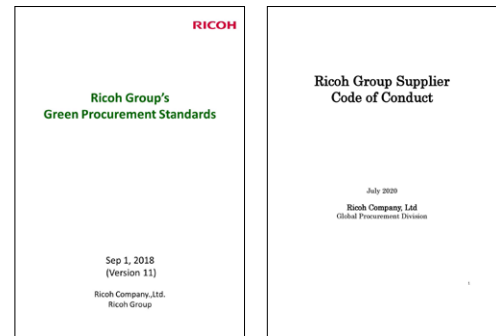 RICOH
Ricoh Group's
Green Procurement Standards
Sep 1, 2018
(Version 11)
Ricoh Company.,Ltd.
Ricoh Group
Ricoh Group Supplier
Code of Conduct
July 2020
Ricoh Company, Ltd
Global Procurement Division